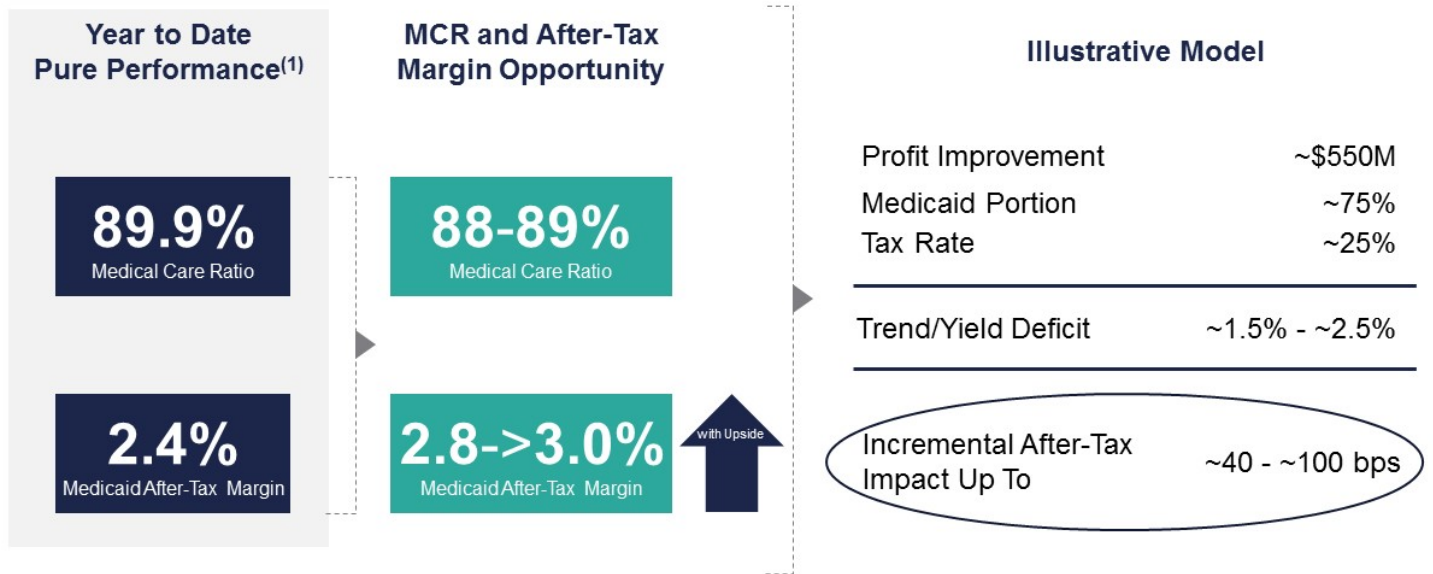 Year to Date
Pure Performance(1)
89.9%
Medical Care Ratio
2.4%
Medicaid After-Tax Margin
MCR and After-Tax
Margin Opportunity
88-89%
Medical Care Ratio
2.8->3.0%
Medicaid After-Tax Margin
with Upside
Illustrative Model
Profit Improvement ~$550M
Medicaid Portion ~75%
Tax Rate ~25%
Trend/Yield Deficit ~1.5% - ~2.5%
Incremental After-Tax
Impact Up To ~40 - ~100 bps